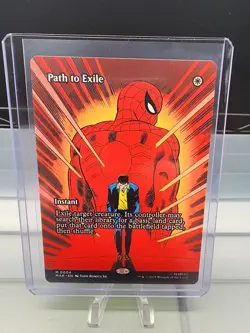 Path to Exile
Instant
Exile target creature. Its controller may
search their library for a basic land card,
put that card onto the battlefield tapped,
then shuffle.